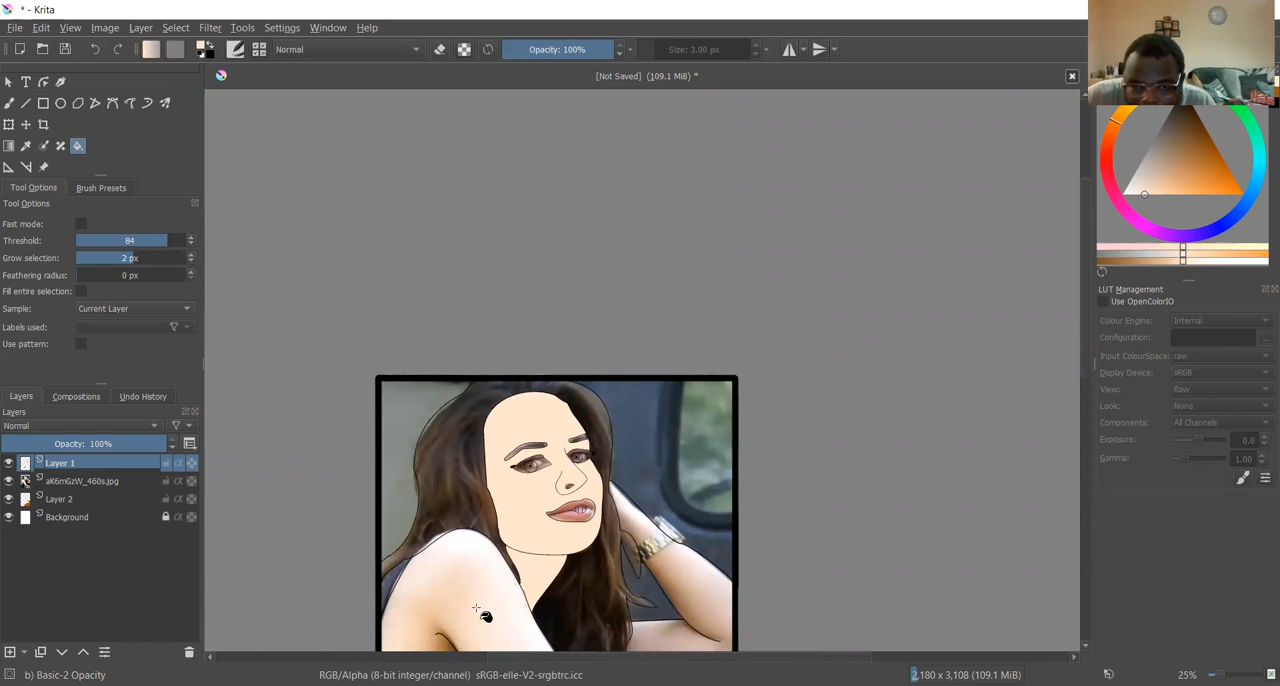 * - Krita
File Edit View Image Layer Select Filter Tools Settings Window Help
Normal
Opacity: 100%
Size: 3.00 px
[Not Saved] (109.1 MiB) *
Tool Options
Brush Presets
Tool Options
Fast mode:
Threshold: 84
Grow selection: 2 px
Feathering radius: 0 px
Fill entire selection:
Sample: Current Layer
Labels used:
Use pattern:
Layers
Compositions
Undo History
Layers
Normal
Opacity: 100%
Layer 1
aK6mGzW_460s.jpg
Layer 2
Background
LUT Management
Use OpenColorIO
Colour Engine: Internal
Configuration: ...
Input ColourSpace: raw
Display Device: sRGB
View: Raw
Look: None
Components: All Channels
Exposure: 0.0
Gamma: 1.00
b) Basic-2 Opacity
RGB/Alpha (8-bit integer/channel) sRGB-elle-V2-srgbtrc.icc
2,180 x 3,108 (109.1 MiB)
25%